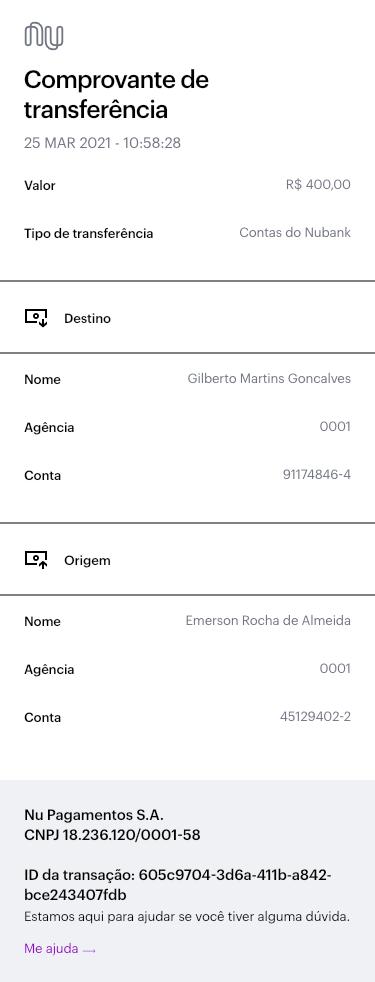 nu
Comprovante de
transferência
25 MAR 2021 - 10:58:28
Valor R$ 400,00
Tipo de transferência Contas do Nubank
Destino
Nome Gilberto Martins Goncalves
Agência 0001
Conta 91174846-4
Origem
Nome Emerson Rocha de Almeida
Agência 0001
Conta 45129402-2
Nu Pagamentos S.A.
CNPJ 18.236.120/0001-58
ID da transação: 605c9704-3d6a-411b-a842-
bce243407fdb
Estamos aqui para ajudar se você tiver alguma dúvida.
Me ajuda →